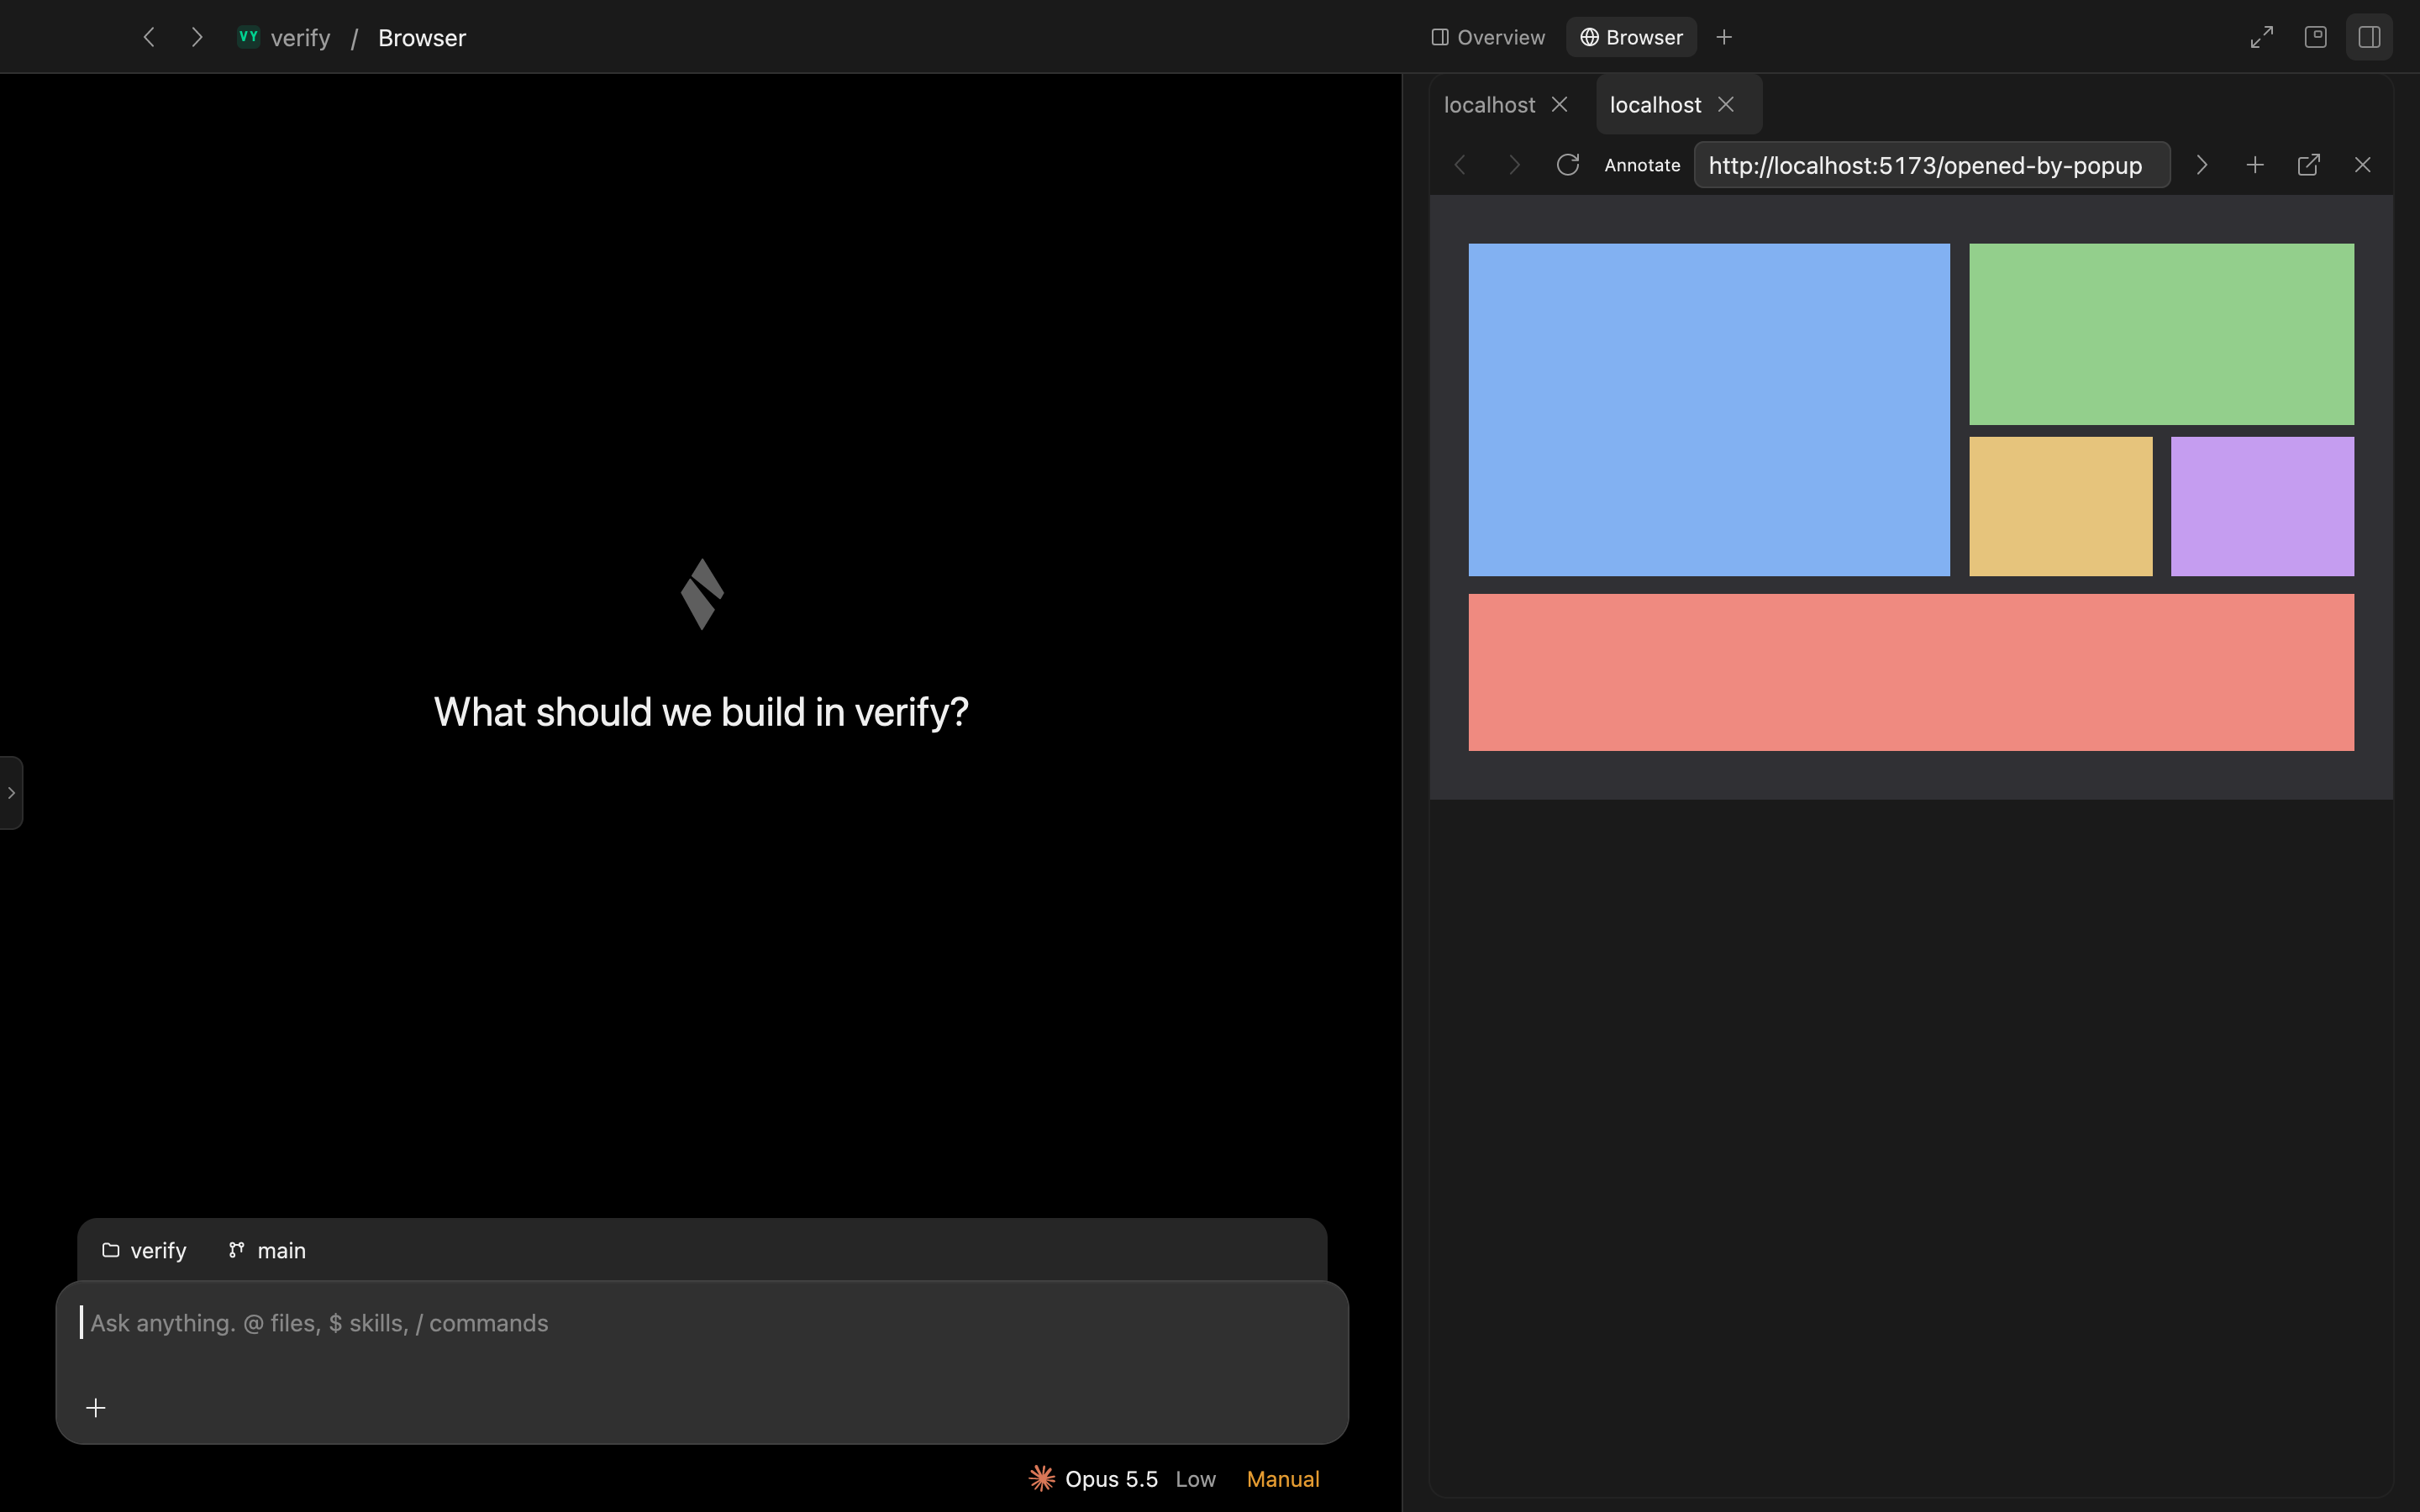 VY verify / Browser
Overview Browser
localhost localhost
Annotate http://localhost:5173/opened-by-popup
What should we build in verify?
verify main
Ask anything. @ files, $ skills, / commands
Opus 5.5 Low Manual